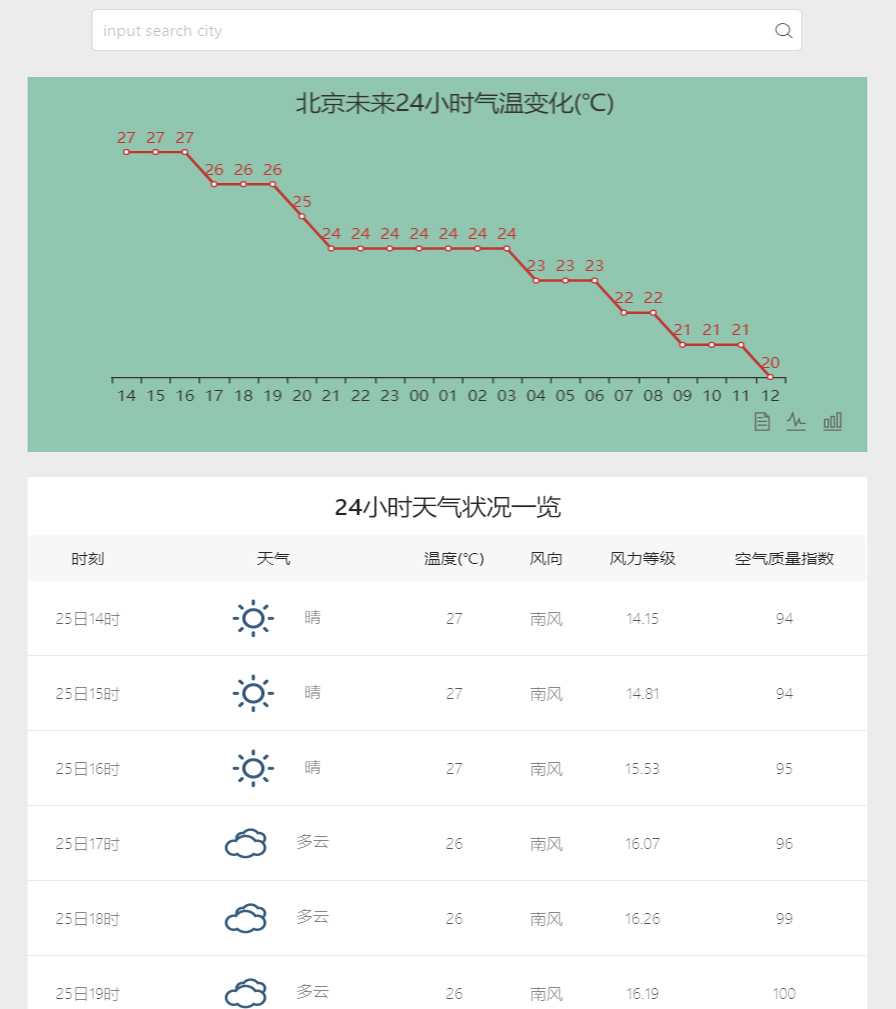 input search city
北京未来24小时气温变化(℃)
27 27 27
26 26 26
25
24 24 24 24 24 24 24
23 23 23
22 22
21 21 21
20
14 15 16 17 18 19 20 21 22 23 00 01 02 03 04 05 06 07 08 09 10 11 12
24小时天气状况一览
时刻 天气 温度(℃) 风向 风力等级 空气质量指数
25日14时 晴 27 南风 14.15 94
25日15时 晴 27 南风 14.81 94
25日16时 晴 27 南风 15.53 95
25日17时 多云 26 南风 16.07 96
25日18时 多云 26 南风 16.26 99
25日19时 多云 26 南风 16.19 100